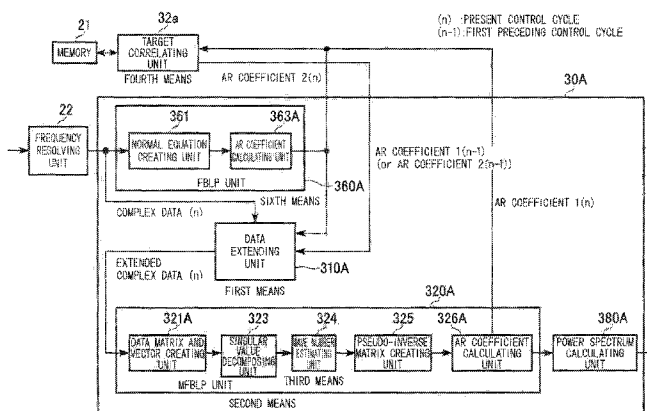 (n) :PRESENT CONTROL CYCLE
(n-1):FIRST PRECEDING CONTROL CYCLE
21
MEMORY
32a
TARGET
CORRELATING
UNIT
FOURTH MEANS
AR COEFFICIENT 2(n)
30A
22
FREQUENCY
RESOLVING
UNIT
361
NORMAL EQUATION
CREATING UNIT
363A
AR COEFFICIENT
CALCULATING UNIT
FBLP UNIT
360A
SIXTH MEANS
AR COEFFICIENT 1(n-1)
(or AR COEFFICIENT 2(n-1))
COMPLEX DATA (n)
AR COEFFICIENT 1(n)
DATA
EXTENDING
UNIT
310A
FIRST MEANS
EXTENDED
COMPLEX DATA (n)
320A
321A
DATA MATRIX AND
VECTOR CREATING
UNIT
323
SINGULAR
VALUE
DECOMPOSING
UNIT
324
WAVE NUMBER
ESTIMATING
UNIT
325
PSEUDO-INVERSE
MATRIX CREATING
UNIT
326A
AR COEFFICIENT
CALCULATING
UNIT
380A
POWER SPECTRUM
CALCULATING
UNIT
MFBLP UNIT
THIRD MEANS
SECOND MEANS